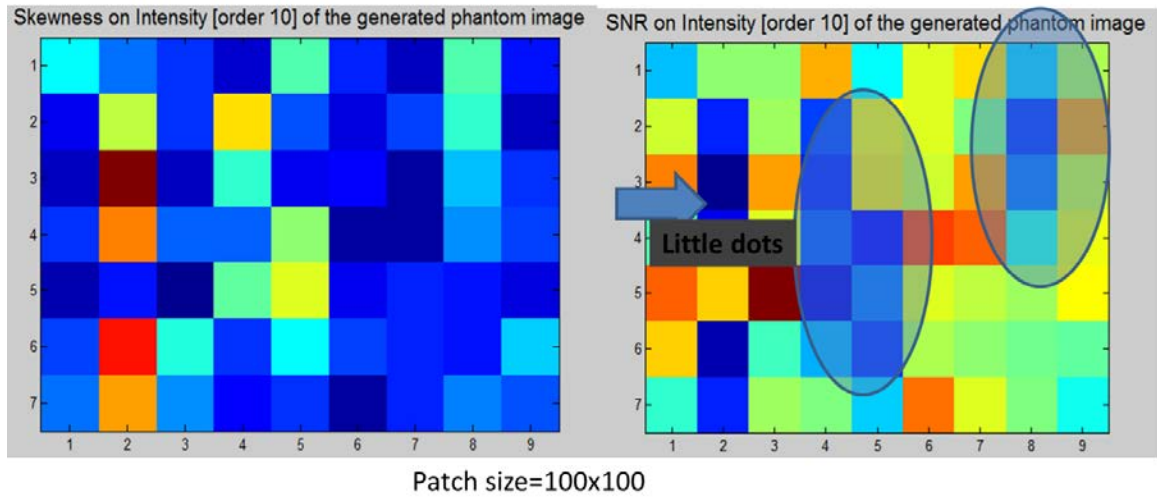 Skewness on Intensity [order 10] of the generated phantom image
1
2
3
4
5
6
7
1 2 3 4 5 6 7 8 9
SNR on Intensity [order 10] of the generated phantom image
1
2
3
4
5
6
7
1 2 3 4 5 6 7 8 9
Little dots
Patch size=100x100